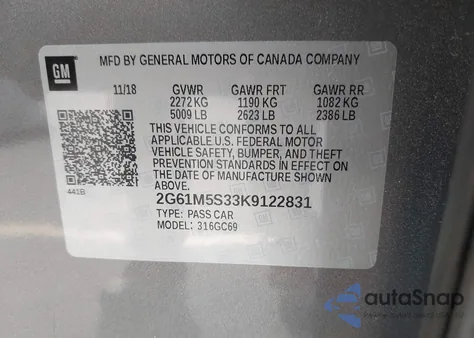 GM
MFD BY GENERAL MOTORS OF CANADA COMPANY
11/18 GVWR GAWR FRT GAWR RR
2272 KG 1190 KG 1082 KG
5009 LB 2623 LB 2386 LB
THIS VEHICLE CONFORMS TO ALL
APPLICABLE U.S. FEDERAL MOTOR
VEHICLE SAFETY, BUMPER, AND THEFT
PREVENTION STANDARDS IN EFFECT ON
THE DATE OF MANUFACTURE SHOWN
ABOVE.
441B
2G61M5S33K9122831
TYPE: PASS CAR
MODEL: 316GC69
autoSnap